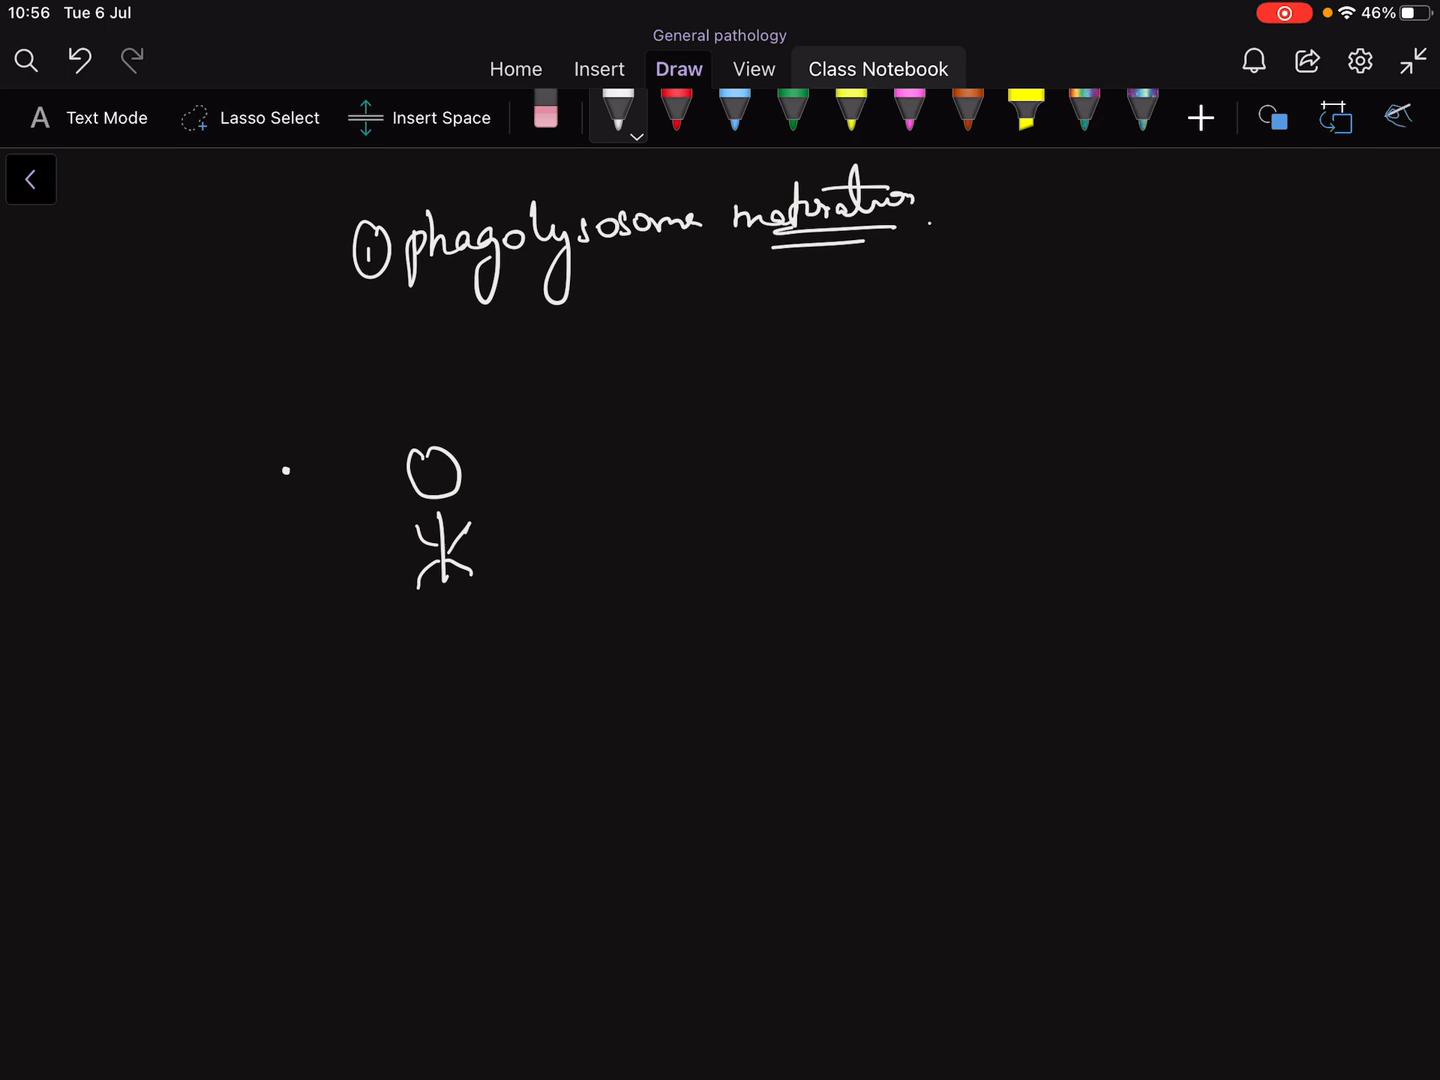 10:56 Tue 6 Jul 46%
General pathology
Home Insert Draw View Class Notebook
A Text Mode Lasso Select Insert Space
① phagolysosome maturation.